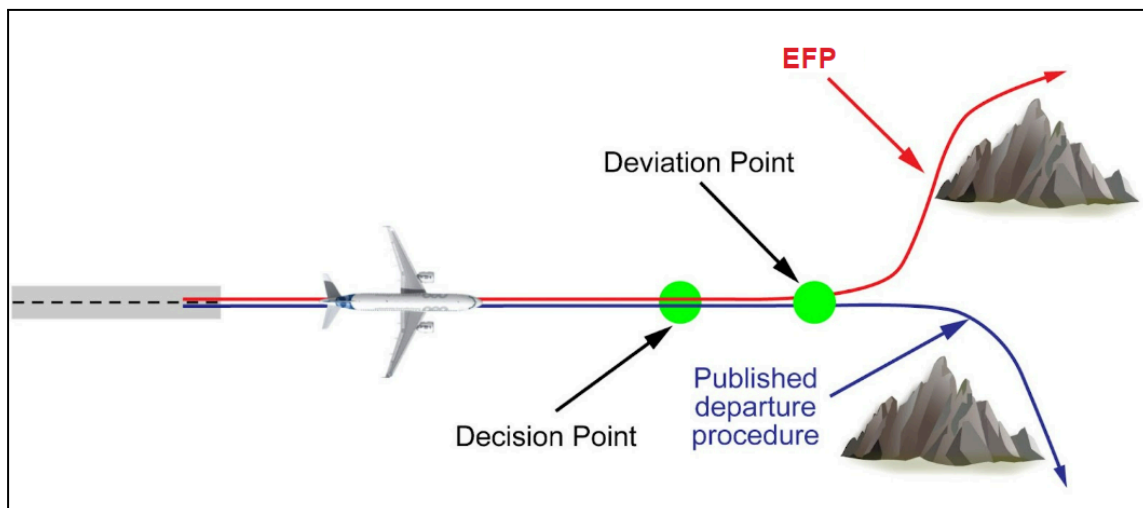 EFP
Deviation Point
Decision Point
Published
departure
procedure